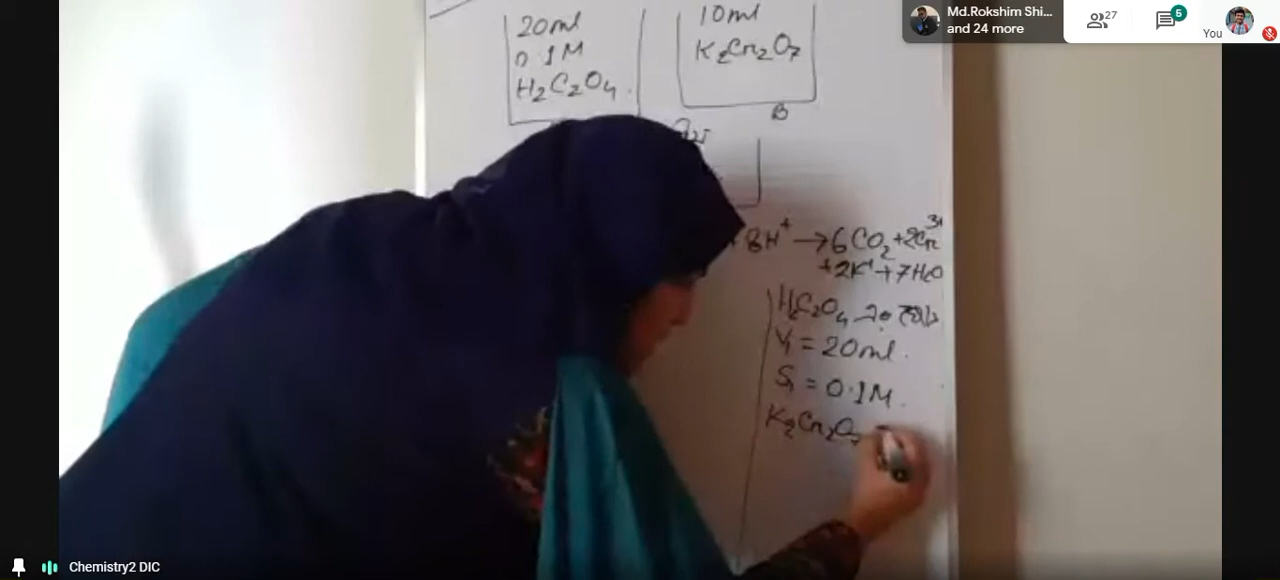 Md.Rokshim Shi...
and 24 more
27
5
You
20ml
0.1M
H₂C₂O₄.
10ml
K₂Cr₂O₇
B
8H⁺ → 6CO₂ + 2Cr³⁺
+ 2K⁺ + 7H₂O
H₂C₂O₄
V₁ = 20ml.
S₁ = 0.1M.
K₂Cr₂O₇
Chemistry2 DIC